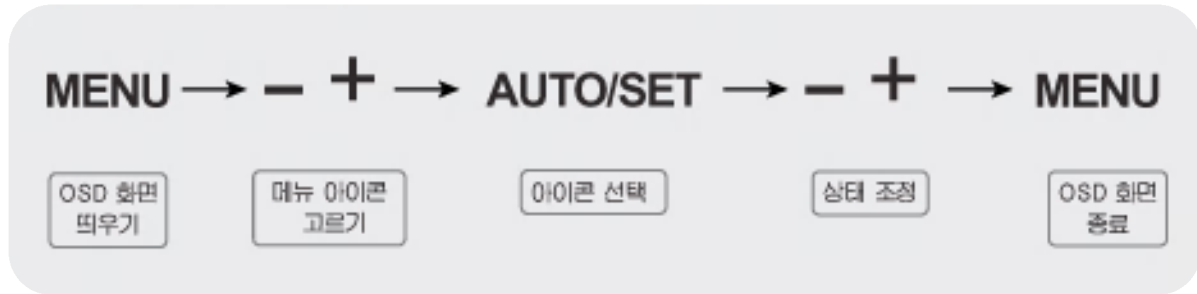 MENU → − + → AUTO/SET → − + → MENU
OSD 화면
띄우기
메뉴 아이콘
고르기
아이콘 선택
상태 조정
OSD 화면
종료